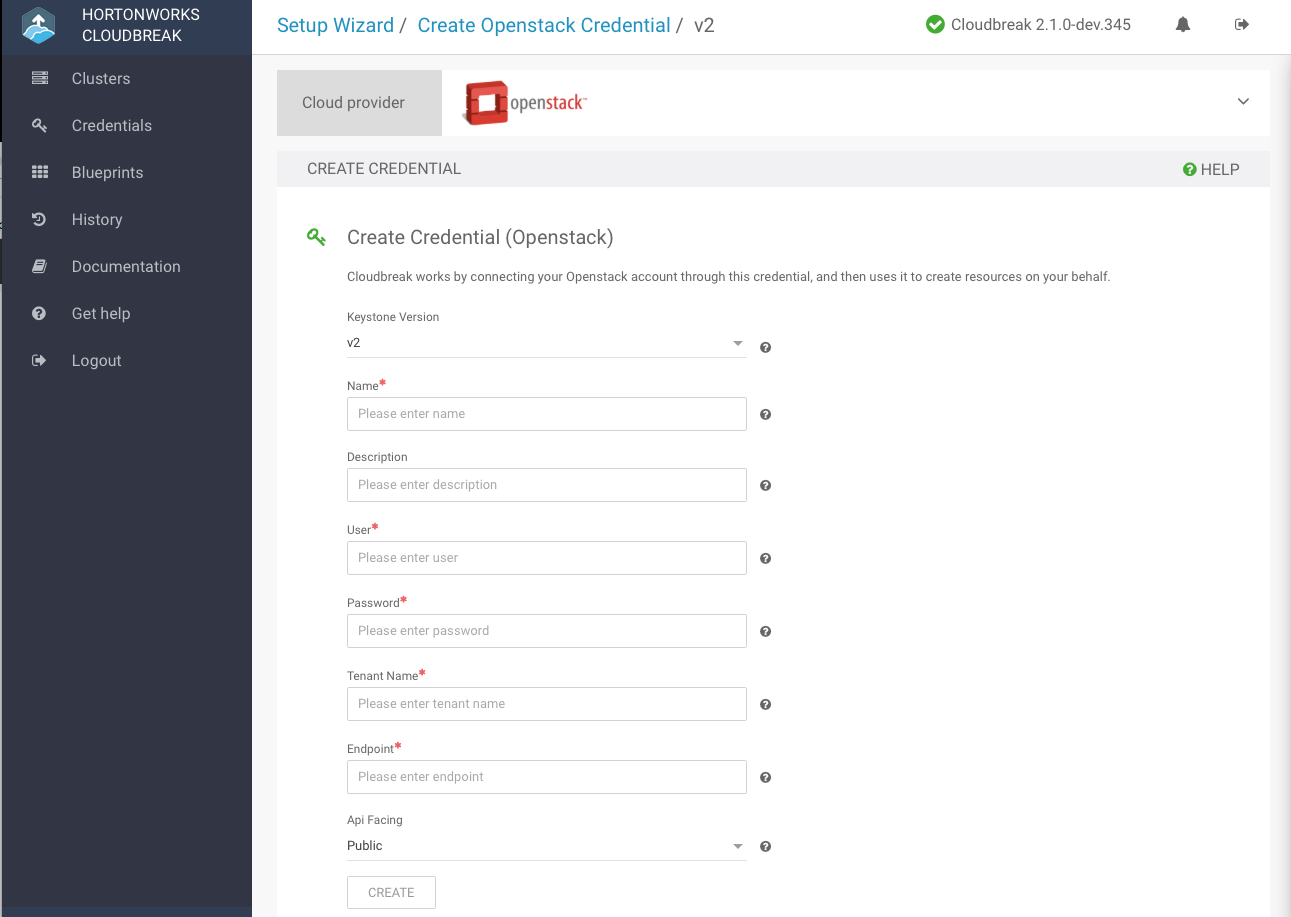 HORTONWORKS
CLOUDBREAK
Clusters
Credentials
Blueprints
History
Documentation
Get help
Logout
Setup Wizard / Create Openstack Credential / v2
Cloudbreak 2.1.0-dev.345
Cloud provider
openstack™
CREATE CREDENTIAL
HELP
Create Credential (Openstack)
Cloudbreak works by connecting your Openstack account through this credential, and then uses it to create resources on your behalf.
Keystone Version
v2
Name*
Please enter name
Description
Please enter description
User*
Please enter user
Password*
Please enter password
Tenant Name*
Please enter tenant name
Endpoint*
Please enter endpoint
Api Facing
Public
CREATE